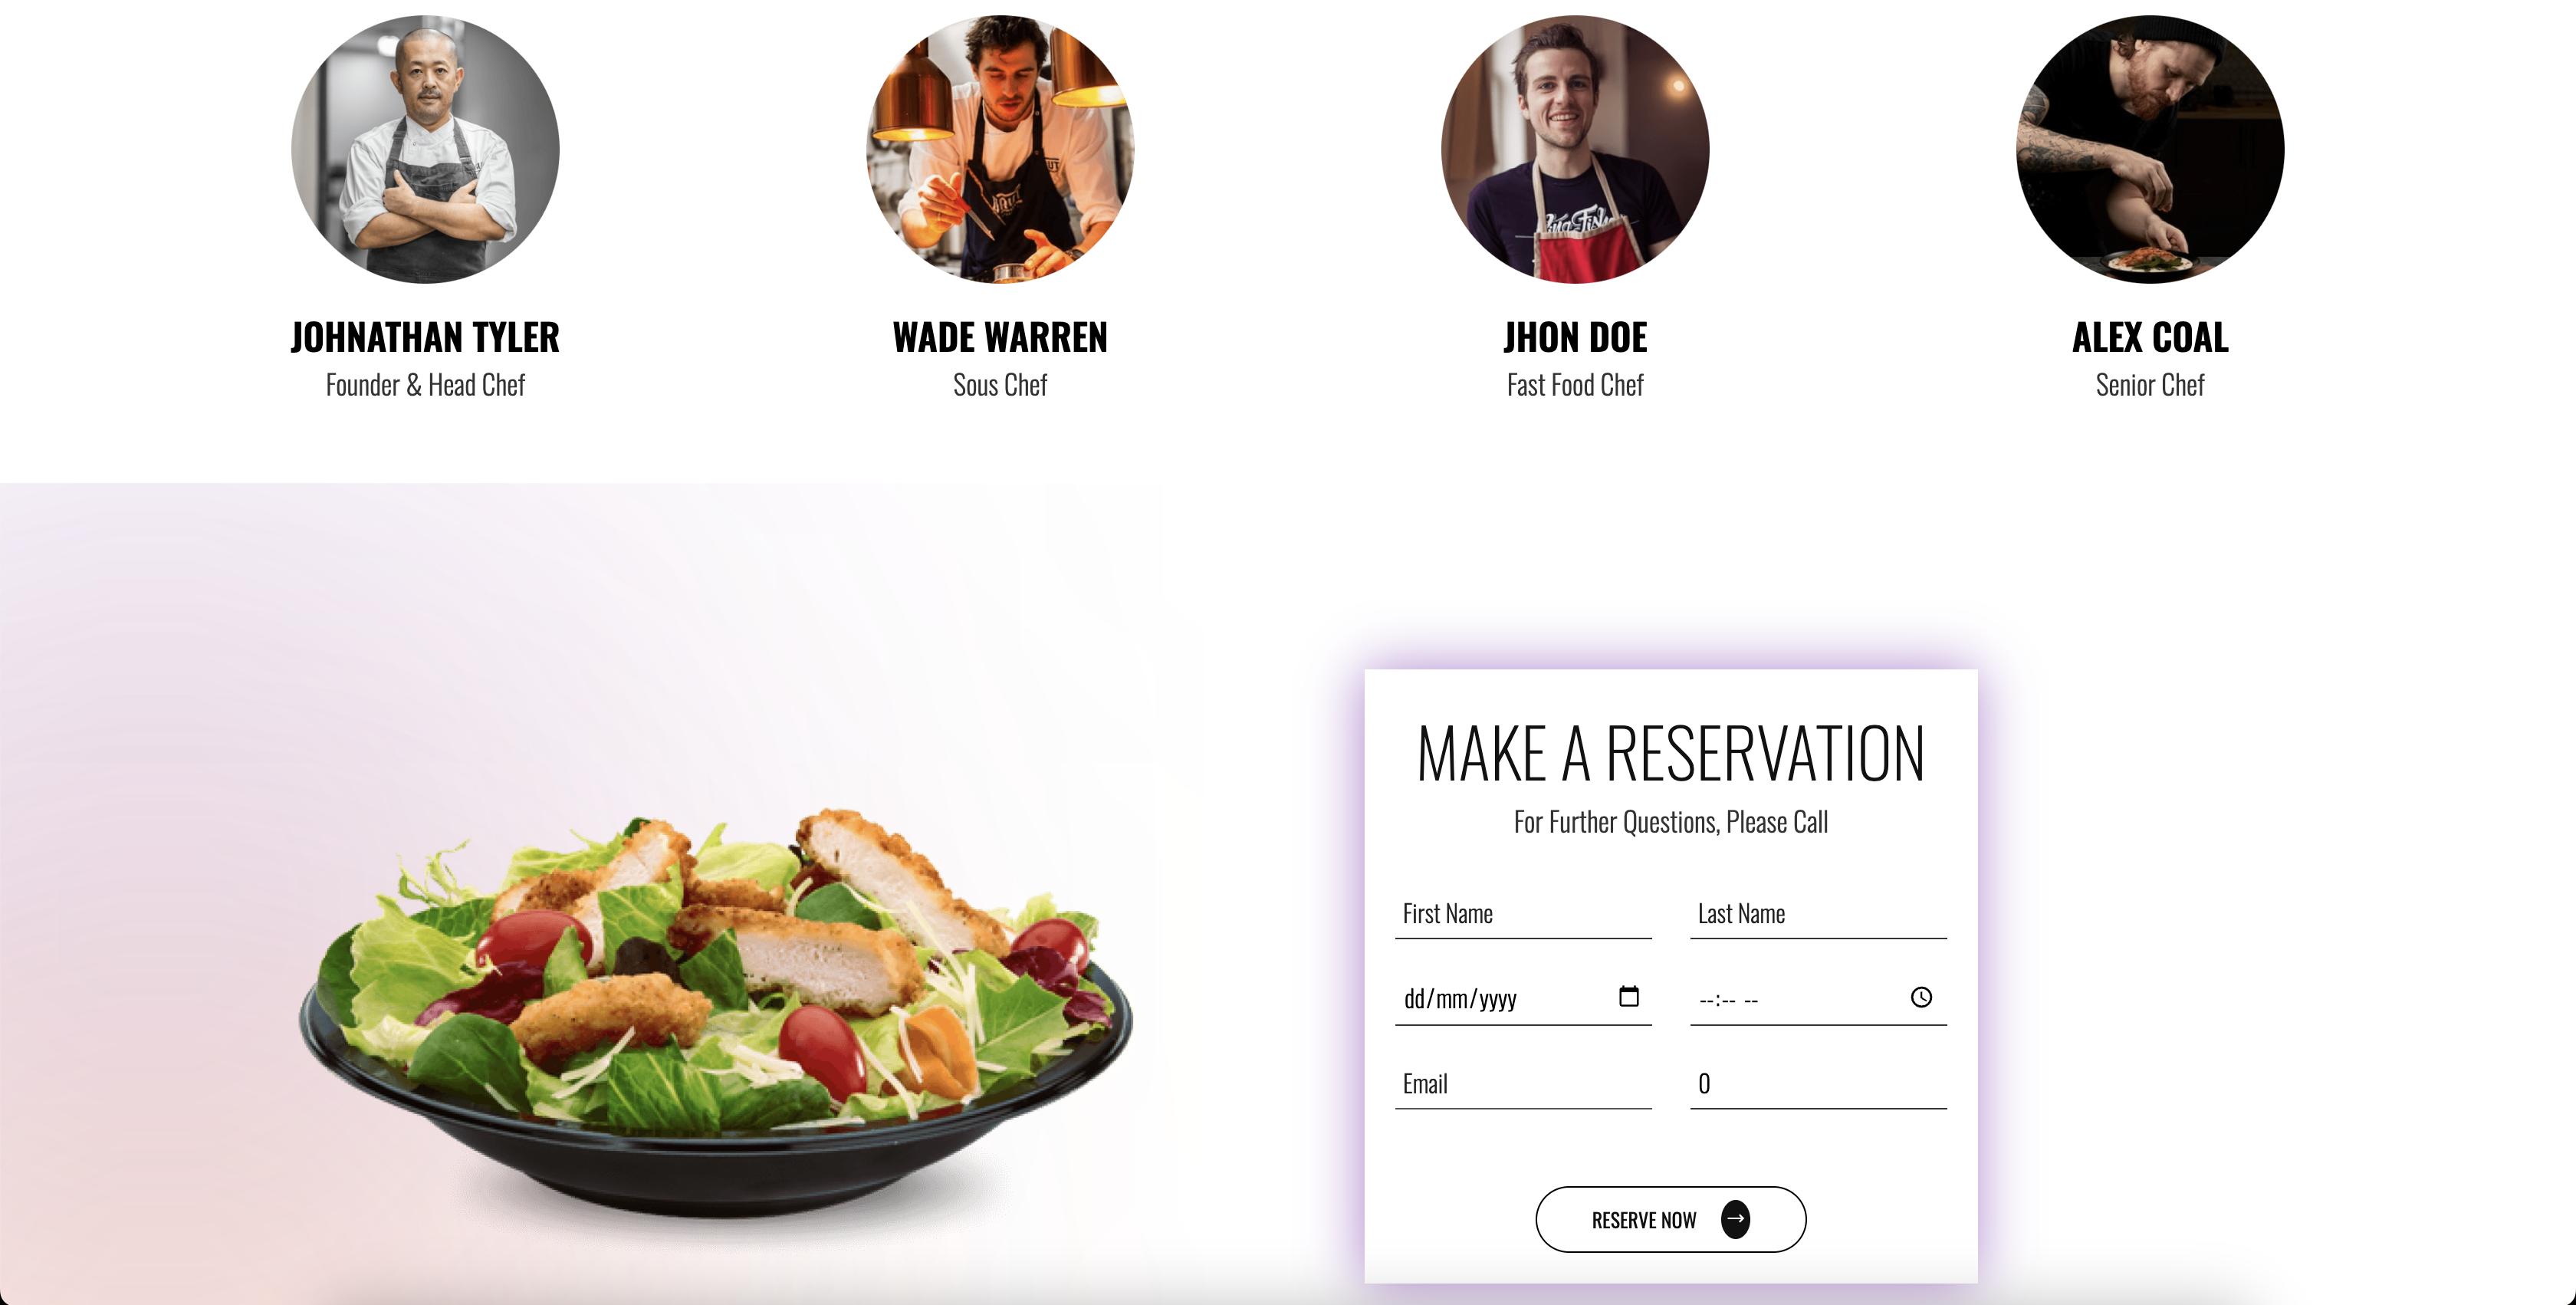 JOHNATHAN TYLER
Founder & Head Chef
WADE WARREN
Sous Chef
JHON DOE
Fast Food Chef
ALEX COAL
Senior Chef
MAKE A RESERVATION
For Further Questions, Please Call
First Name
Last Name
dd/mm/yyyy
--:-- --
Email
0
RESERVE NOW